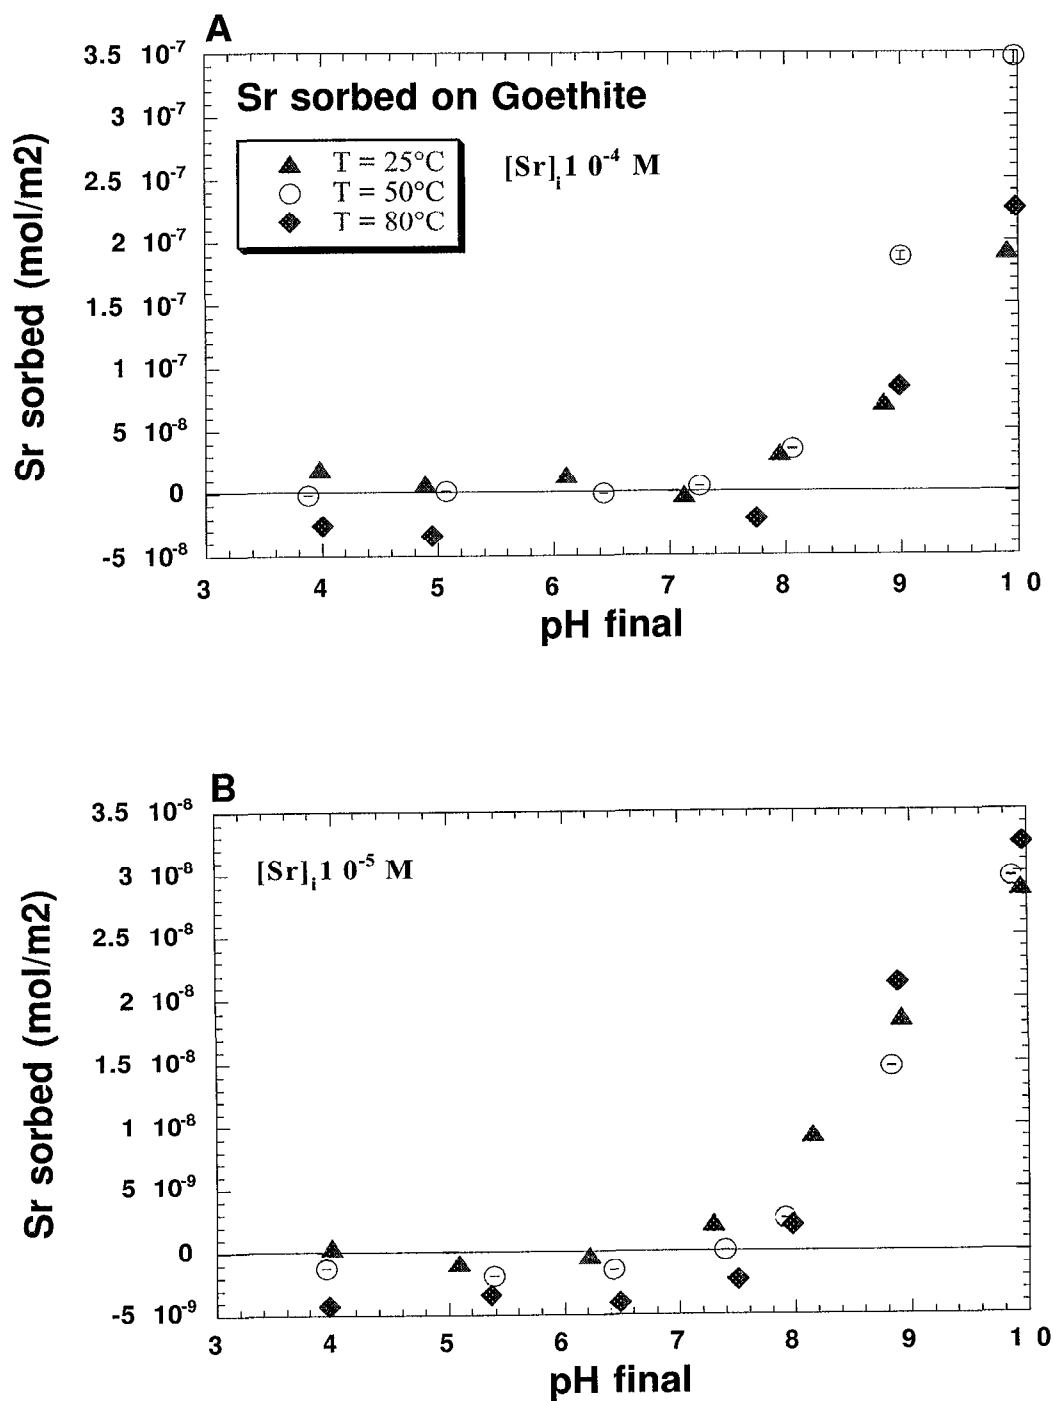 A
3.5 10-7
3 10-7
2.5 10-7
2 10-7
1.5 10-7
1 10-7
5 10-8
0
-5 10-8
Sr sorbed (mol/m2)
Sr sorbed on Goethite
T = 25°C
T = 50°C
T = 80°C
[Sr]i1 0-4 M
3 4 5 6 7 8 9 1 0
pH final
B
3.5 10-8
3 10-8
2.5 10-8
2 10-8
1.5 10-8
1 10-8
5 10-9
0
-5 10-9
Sr sorbed (mol/m2)
[Sr]i1 0-5 M
3 4 5 6 7 8 9 1 0
pH final